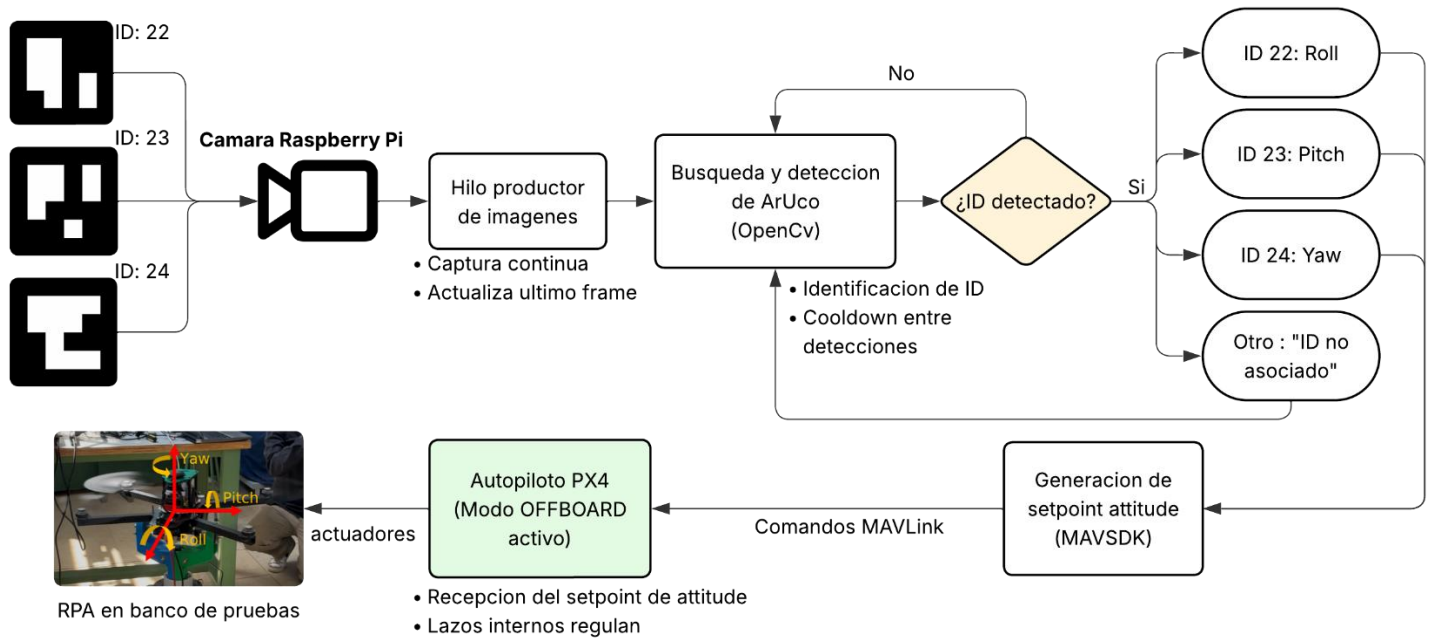 ID: 22
ID: 23
ID: 24
Camara Raspberry Pi
Hilo productor
de imagenes
• Captura continua
• Actualiza ultimo frame
Busqueda y deteccion
de ArUco
(OpenCv)
• Identificacion de ID
• Cooldown entre
detecciones
No
¿ID detectado?
Si
ID 22: Roll
ID 23: Pitch
ID 24: Yaw
Otro : "ID no
asociado"
Generacion de
setpoint attitude
(MAVSDK)
Comandos MAVLink
Autopiloto PX4
(Modo OFFBOARD
activo)
• Recepcion del setpoint de attitude
• Lazos internos regulan
actuadores
Yaw
Pitch
Roll
RPA en banco de pruebas